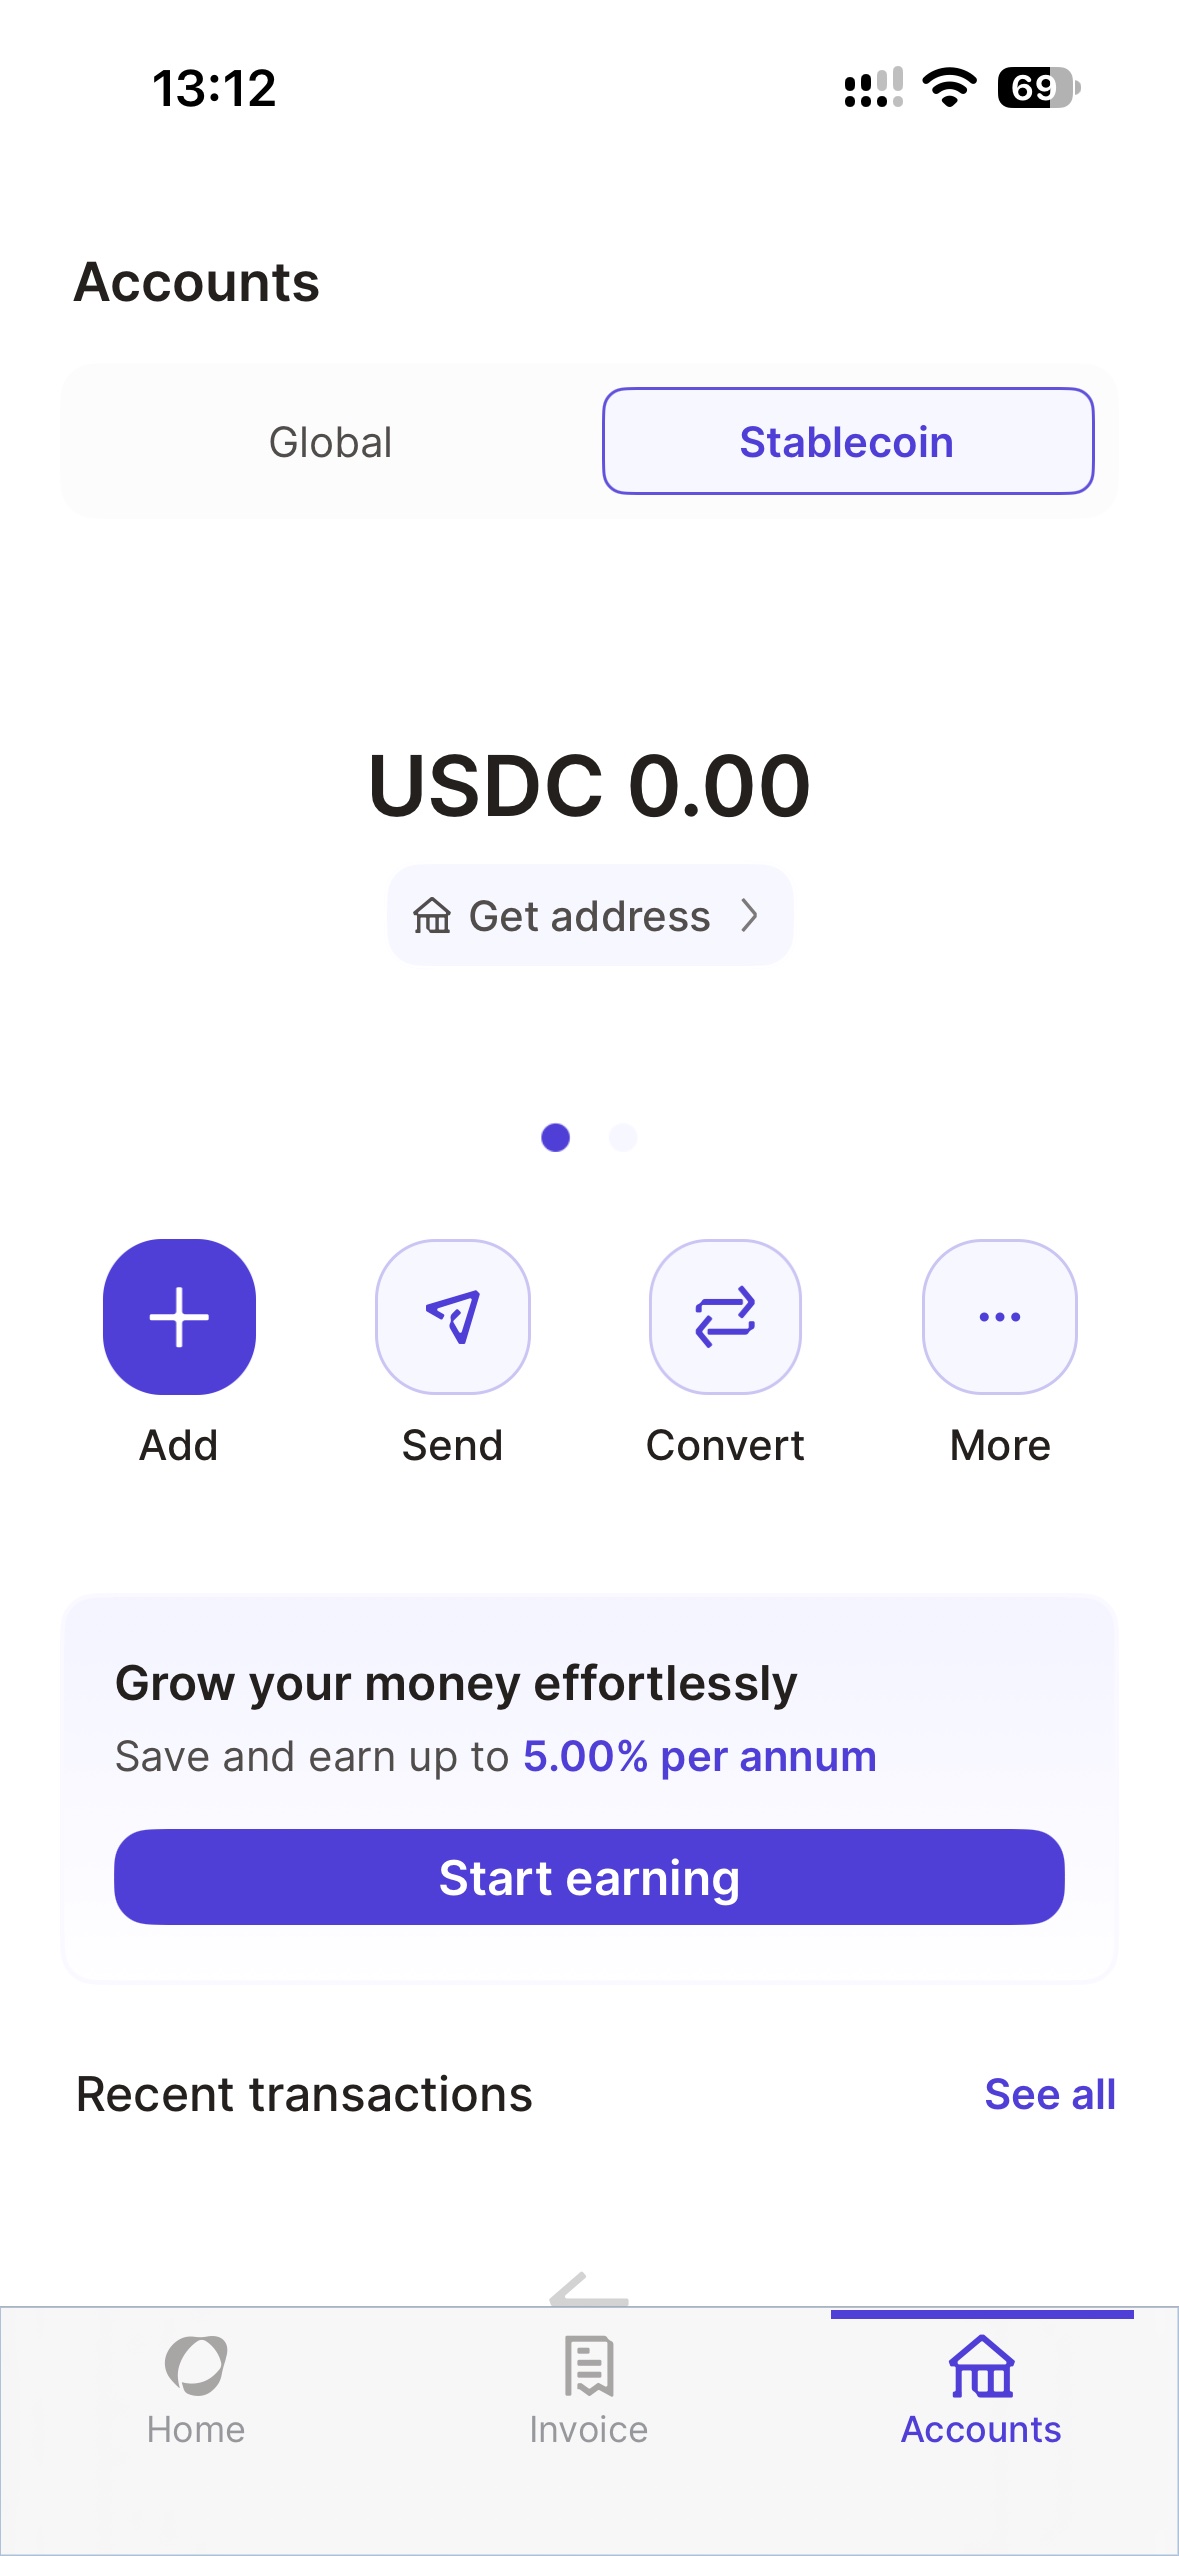 13:12
69
Accounts
Global
Stablecoin
USDC 0.00
Get address
Add
Send
Convert
More
Grow your money effortlessly
Save and earn up to 5.00% per annum
Start earning
Recent transactions
See all
Home
Invoice
Accounts